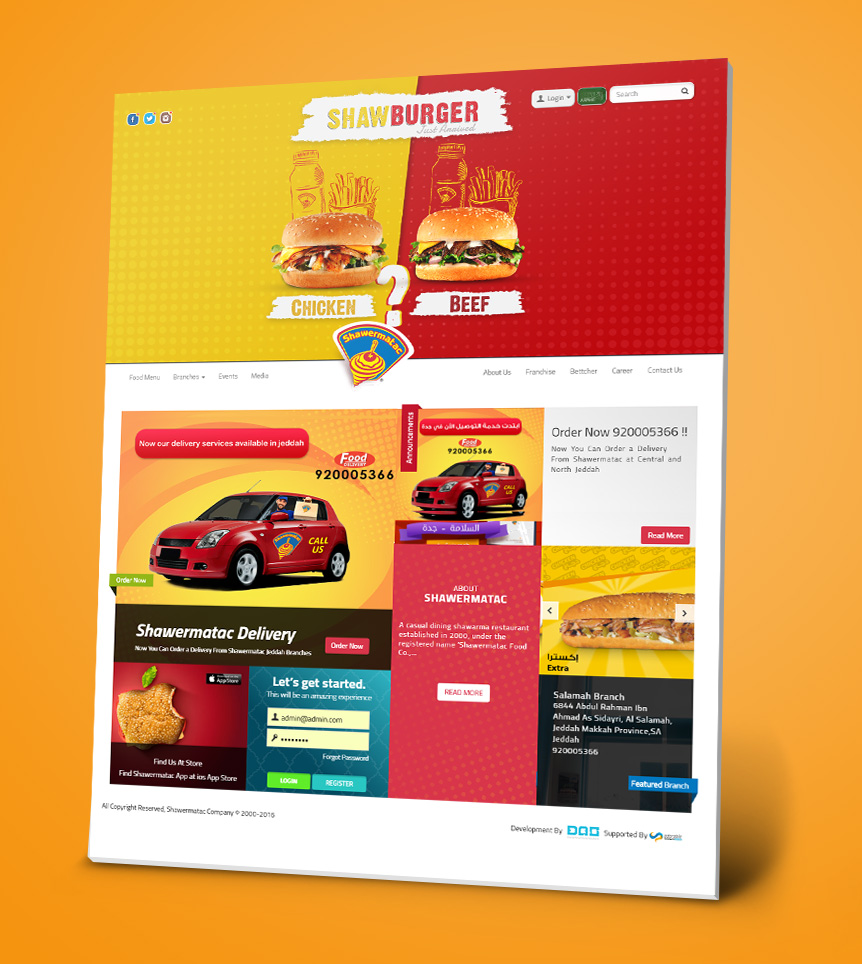 SHAWBURGER
Just Arrived
Login
Search
CHICKEN
?
BEEF
Shawermatac
Food Menu
Branches
Events
Media
About Us
Franchise
Bettcher
Career
Contact Us
Now our delivery services available in jeddah
Food
DELIVERY
920005366
CALL
US
Order Now
Shawermatac Delivery
Now You Can Order a Delivery From Shawermatac Jeddah Branches
Order Now
Announcements
ابتدت خدمة التوصيل الآن في جدة
Food
920005366
CALL
US
السلامة - جدة
Order Now 920005366 !!
Now You Can Order a Delivery
From Shawermatac at Central and
North Jeddah
Read More
ABOUT
SHAWERMATAC
A casual dining shawarma restaurant
established in 2000, under the
registered name 'Shawermatac Food
Co.,...
READ MORE
إكسترا
Extra
App Store
Find Us At Store
Find Shawermatac App at ios App Store
Let's get started.
This will be an amazing experience
admin@admin.com
Forgot Password
LOGIN
REGISTER
Salamah Branch
6844 Abdul Rahman Ibn
Ahmad As Sidayri, Al Salamah,
Jeddah Makkah Province,SA
Jeddah
920005366
Featured Branch
All Copyright Reserved, Shawermatac Company © 2000-2016
Development By DAD Supported By